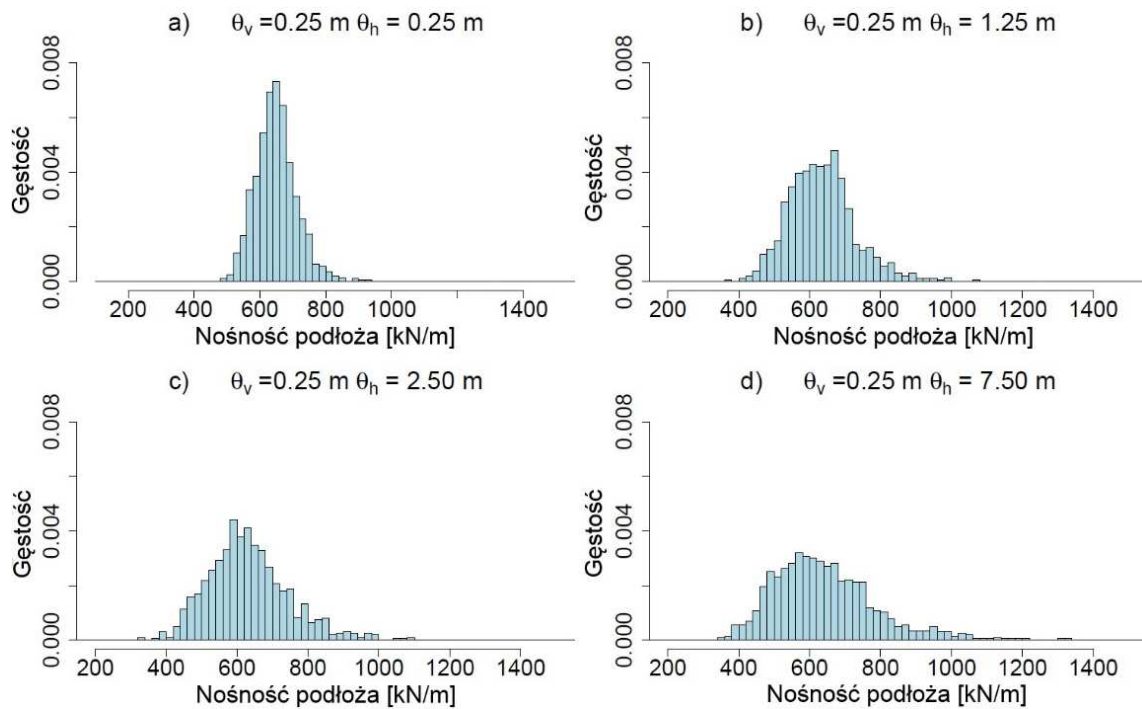 a) θv =0.25 m θh = 0.25 m
Gęstość
0.000 0.004 0.008
200 400 600 800 1000 1400
Nośność podłoża [kN/m]
b) θv =0.25 m θh = 1.25 m
Gęstość
0.000 0.004 0.008
200 400 600 800 1000 1200 1400
Nośność podłoża [kN/m]
c) θv =0.25 m θh = 2.50 m
Gęstość
0.000 0.004 0.008
200 400 600 800 1000 1200 1400
Nośność podłoża [kN/m]
d) θv =0.25 m θh = 7.50 m
Gęstość
0.000 0.004 0.008
200 400 600 800 1000 1200 1400
Nośność podłoża [kN/m]